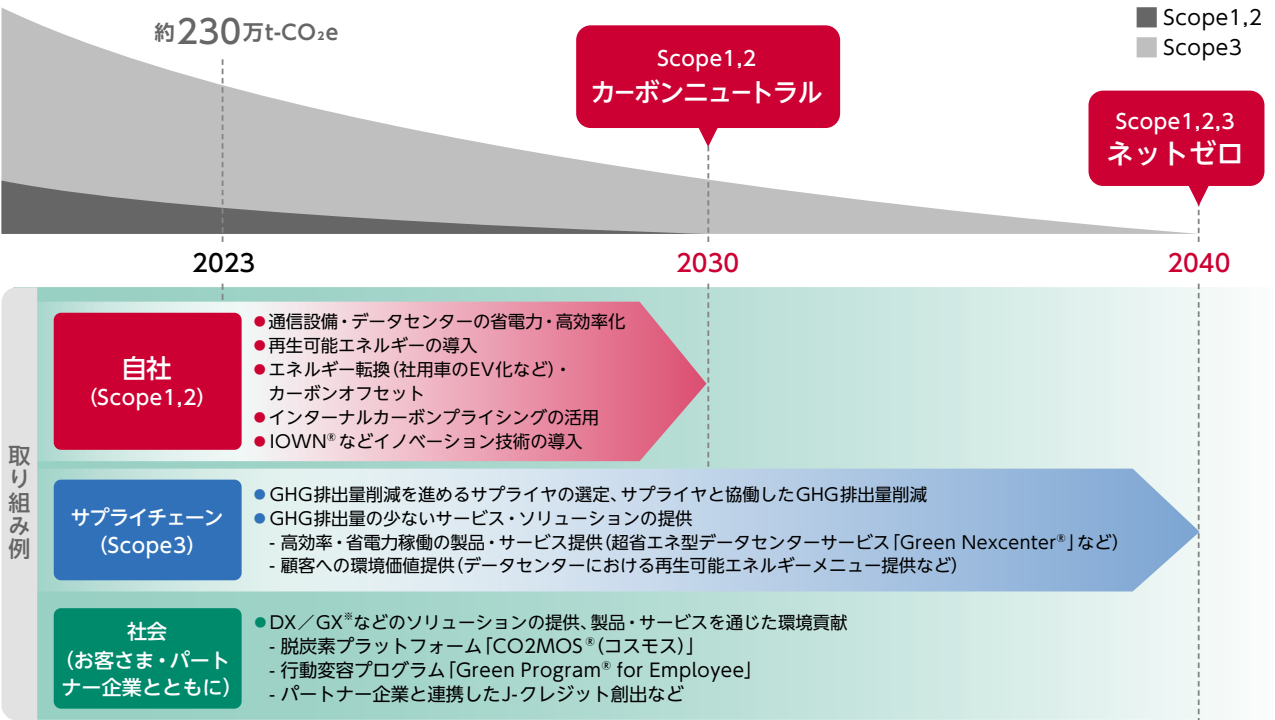 約230万t-CO₂e
Scope1,2
Scope3
Scope1,2
カーボンニュートラル
Scope1,2,3
ネットゼロ
2023
2030
2040
取り組み例
自社
(Scope1,2)
●通信設備・データセンターの省電力・高効率化
●再生可能エネルギーの導入
●エネルギー転換(社用車のEV化など)・
カーボンオフセット
●インターナルカーボンプライシングの活用
●IOWN®などイノベーション技術の導入
サプライチェーン
(Scope3)
●GHG排出量削減を進めるサプライヤの選定、サプライヤと協働したGHG排出量削減
●GHG排出量の少ないサービス・ソリューションの提供
- 高効率・省電力稼働の製品・サービス提供(超省エネ型データセンターサービス「Green Nexcenter®」など)
- 顧客への環境価値提供(データセンターにおける再生可能エネルギーメニュー提供など)
社会
(お客さま・パート
ナー企業とともに)
●DX/GX※などのソリューションの提供、製品・サービスを通じた環境貢献
- 脱炭素プラットフォーム「CO2MOS®(コスモス)」
- 行動変容プログラム「Green Program® for Employee」
- パートナー企業と連携したJ-クレジット創出など